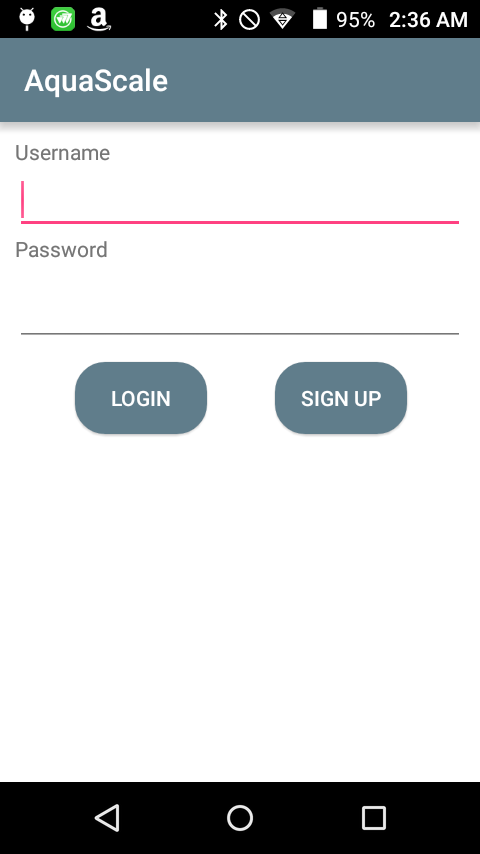 95% 2:36 AM
AquaScale
Username
Password
LOGIN
SIGN UP